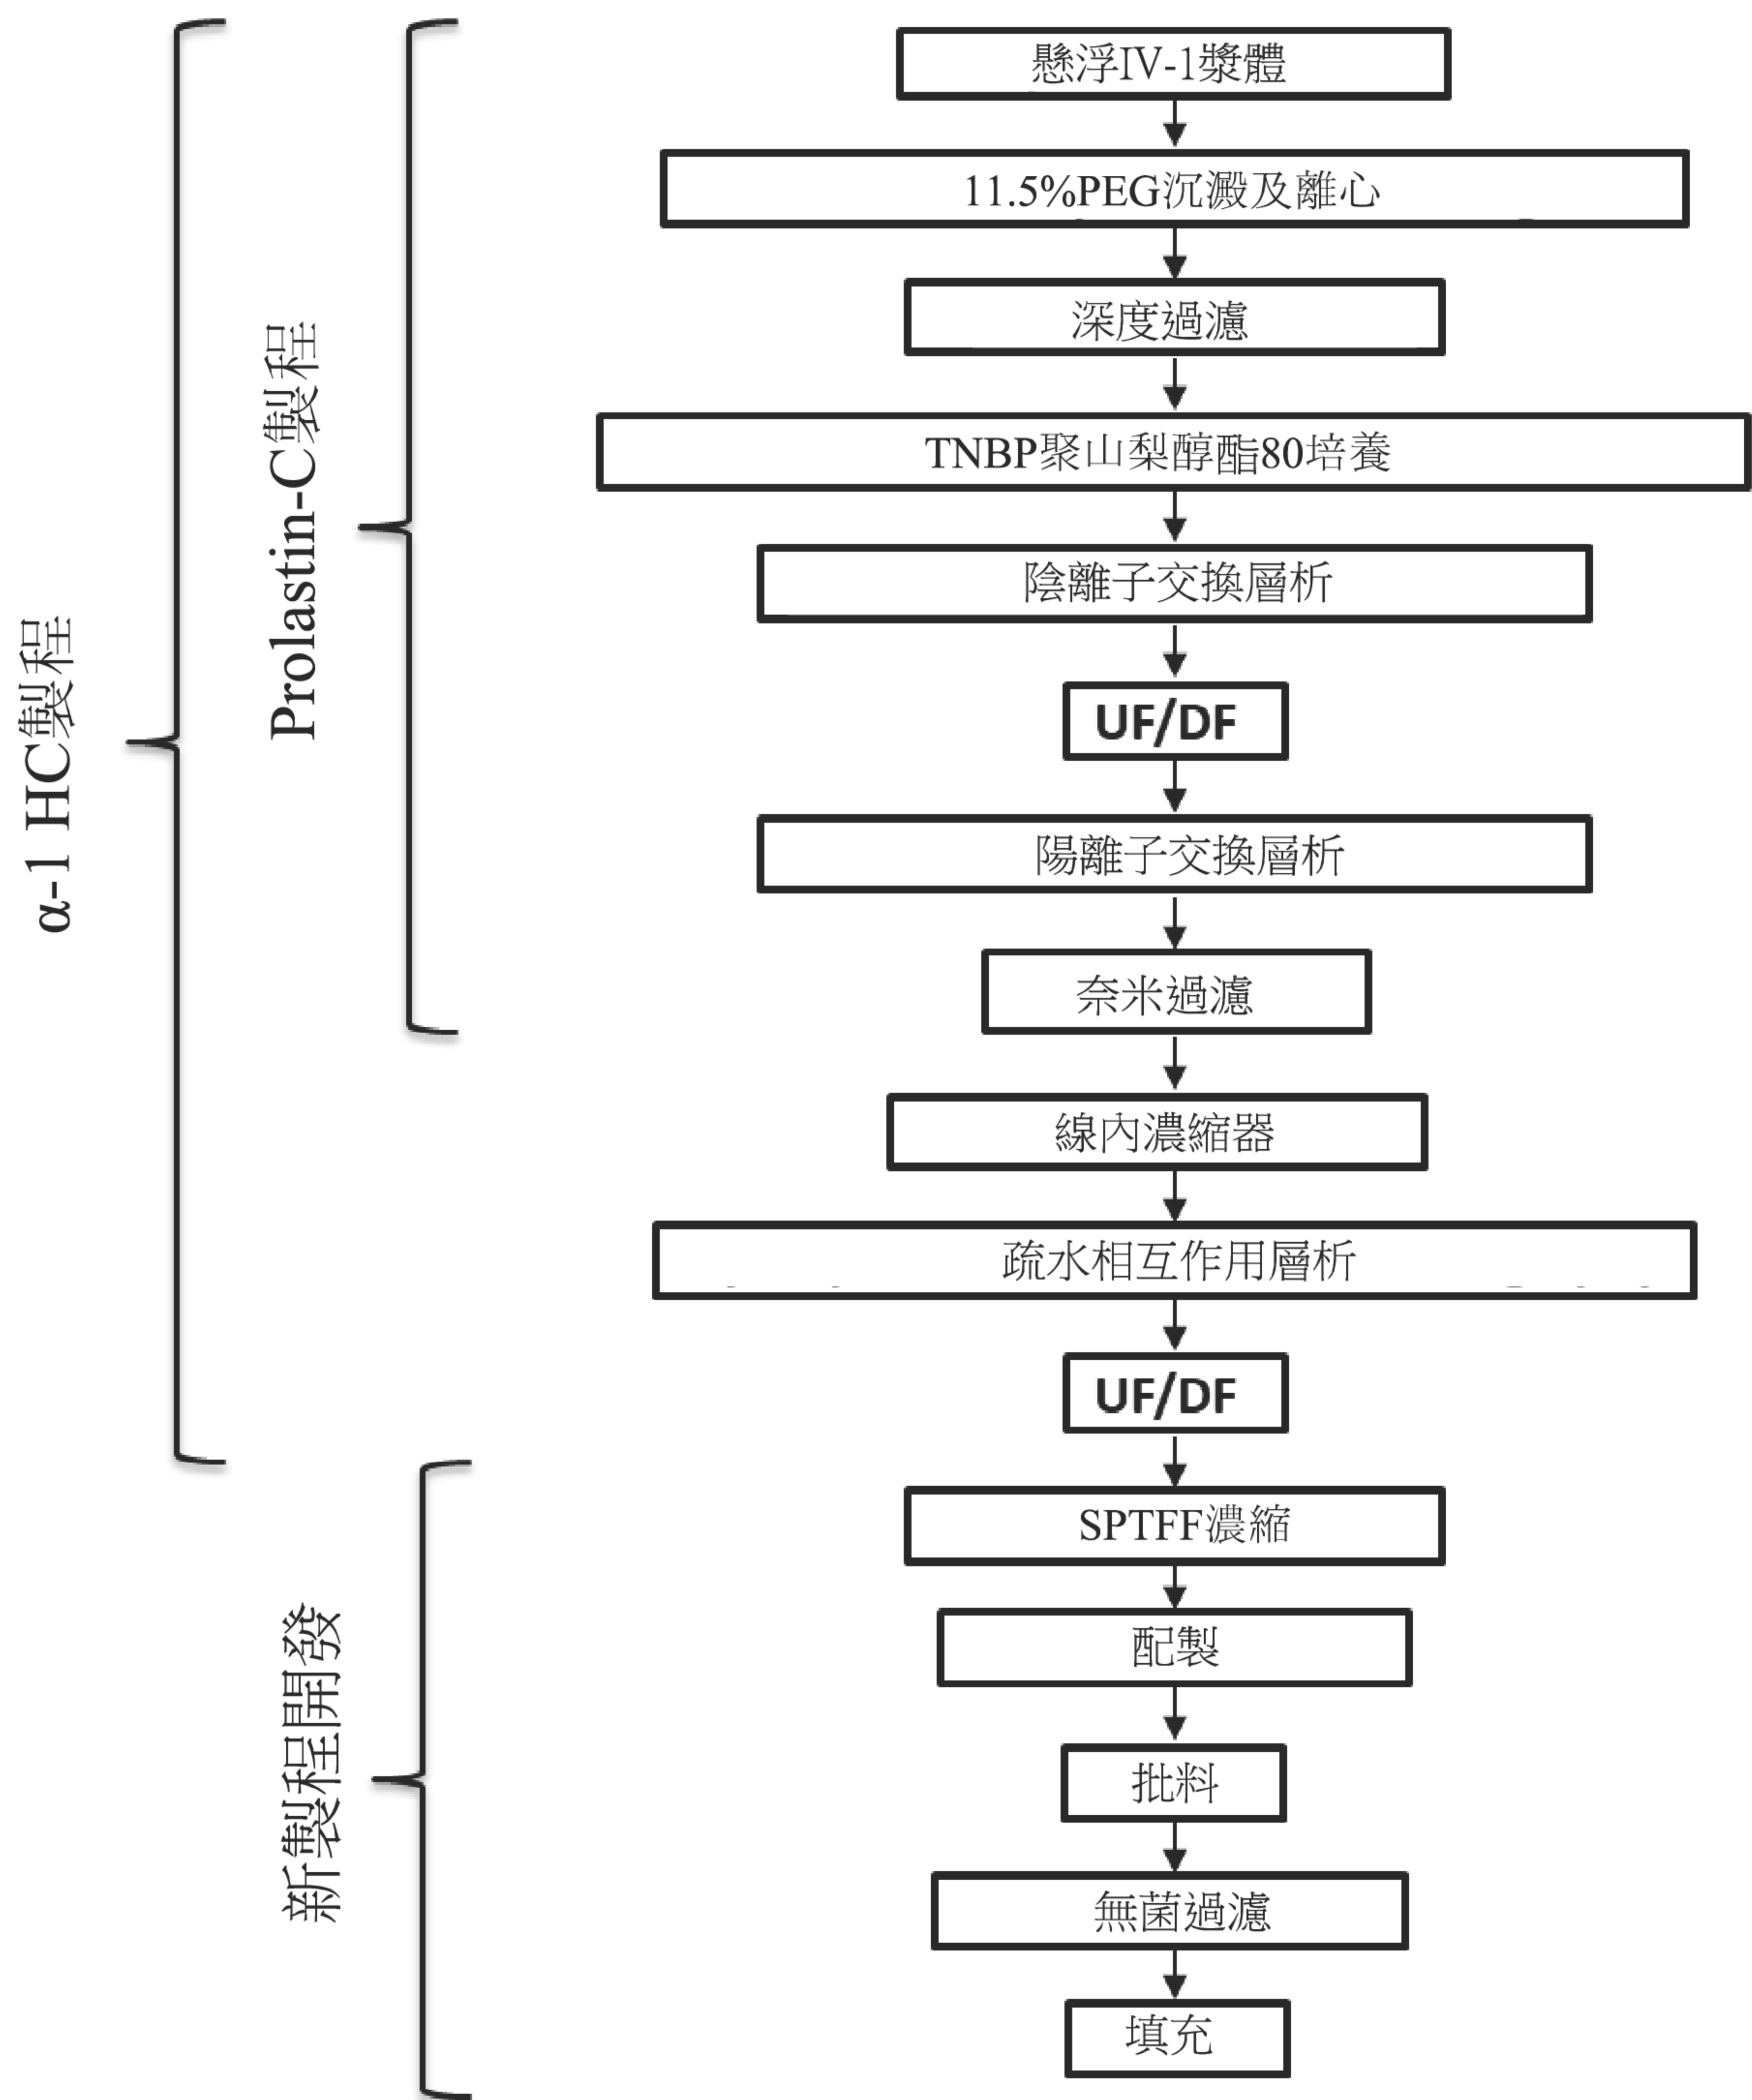 α-1 HC製程
Prolastin-C製程
懸浮IV-1漿體
11.5%PEG沉澱及離心
深度過濾
TNBP聚山梨醇酯80培養
陰離子交換層析
UF/DF
陽離子交換層析
奈米過濾
線內濃縮器
疏水相互作用層析
UF/DF
新製程開發
SPTFF濃縮
配製
批料
無菌過濾
填充